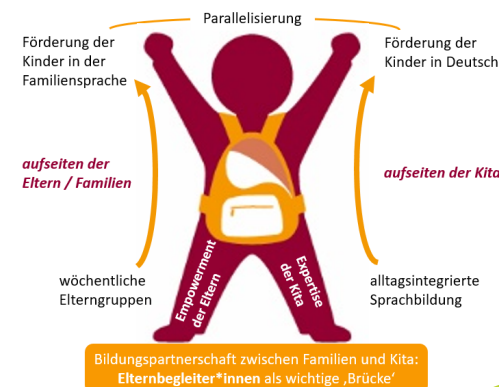 Parallelisierung
Förderung der
Kinder in der
Familiensprache
Förderung der
Kinder in Deutsch
aufseiten der
Eltern / Familien
aufseiten der Kita
wöchentliche
Elterngruppen
Empowerment
der Eltern
Expertise
der Kita
alltagsintegrierte
Sprachbildung
Bildungspartnerschaft zwischen Familien und Kita:
Elternbegleiter*innen als wichtige ‚Brücke‘